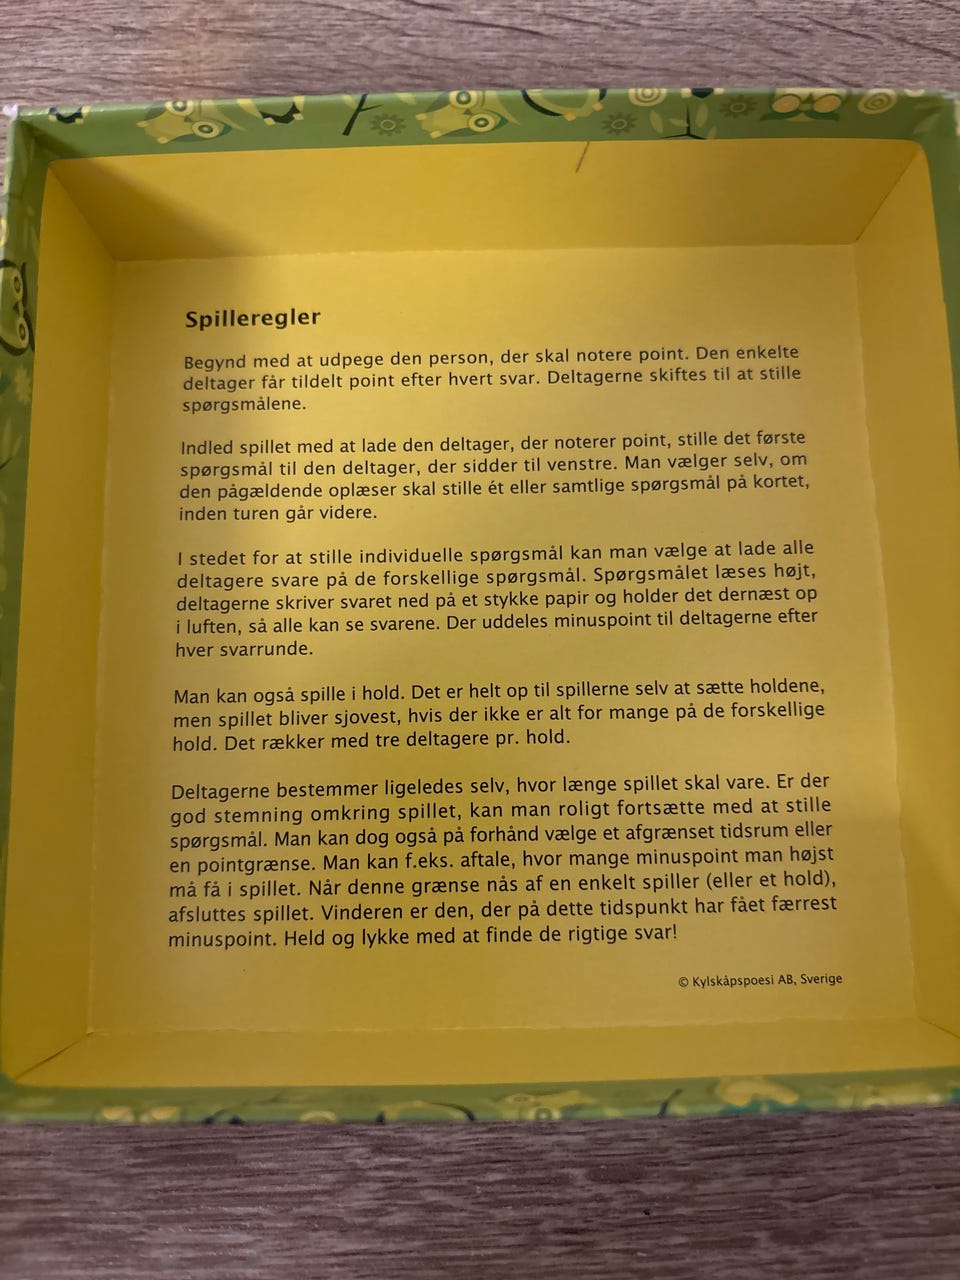 Spilleregler
Begynd med at udpege den person, der skal notere point. Den enkelte
deltager får tildelt point efter hvert svar. Deltagerne skiftes til at stille
spørgsmålene.
Indled spillet med at lade den deltager, der noterer point, stille det første
spørgsmål til den deltager, der sidder til venstre. Man vælger selv, om
den pågældende oplæser skal stille ét eller samtlige spørgsmål på kortet,
inden turen går videre.
I stedet for at stille individuelle spørgsmål kan man vælge at lade alle
deltagere svare på de forskellige spørgsmål. Spørgsmålet læses højt,
deltagerne skriver svaret ned på et stykke papir og holder det dernæst op
i luften, så alle kan se svarene. Der uddeles minuspoint til deltagerne efter
hver svarrunde.
Man kan også spille i hold. Det er helt op til spillerne selv at sætte holdene,
men spillet bliver sjovest, hvis der ikke er alt for mange på de forskellige
hold. Det rækker med tre deltagere pr. hold.
Deltagerne bestemmer ligeledes selv, hvor længe spillet skal vare. Er der
god stemning omkring spillet, kan man roligt fortsætte med at stille
spørgsmål. Man kan dog også på forhånd vælge et afgrænset tidsrum eller
en pointgrænse. Man kan f.eks. aftale, hvor mange minuspoint man højst
må få i spillet. Når denne grænse nås af en enkelt spiller (eller et hold),
afsluttes spillet. Vinderen er den, der på dette tidspunkt har fået færrest
minuspoint. Held og lykke med at finde de rigtige svar!
© Kylskåpspoesi AB, Sverige